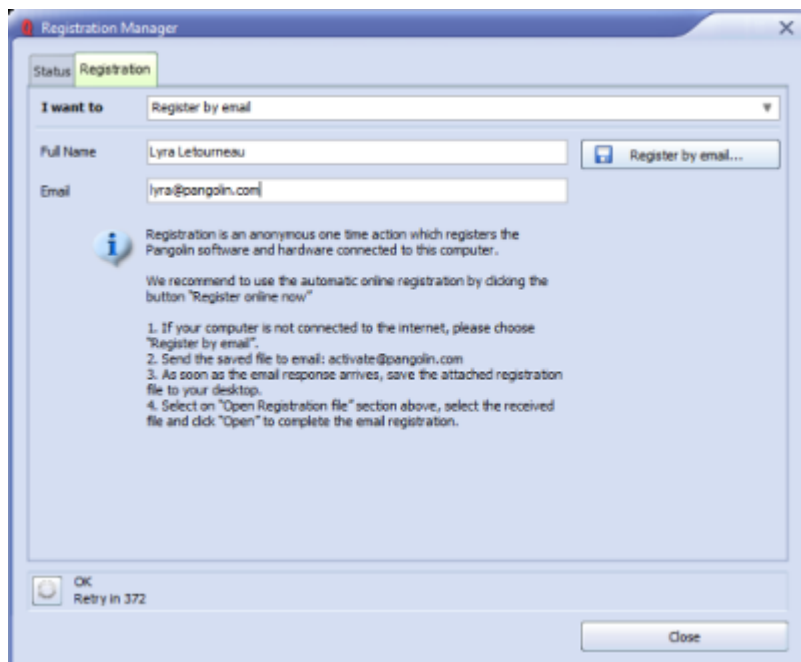 Registration Manager
Status
Registration
I want to
Register by email
Full Name
Lyra Letourneau
Register by email...
Email
lyra@pangolin.com
Registration is an anonymous one time action which registers the
Pangolin software and hardware connected to this computer.
We recommend to use the automatic online registration by clicking the
button "Register online now"
1. If your computer is not connected to the internet, please choose
"Register by email".
2. Send the saved file to email: activate@pangolin.com
3. As soon as the email response arrives, save the attached registration
file to your desktop.
4. Select on "Open Registration file" section above, select the received
file and click "Open" to complete the email registration.
OK
Retry in 372
Close